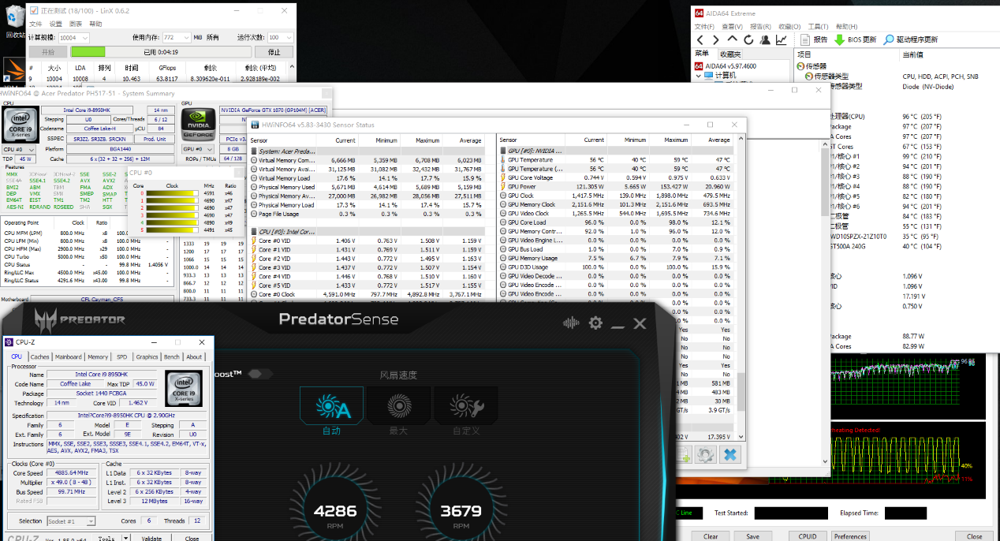 回收站
正在测试 (18/100) - LinX 0.6.2
文件 设置 图表 帮助
计算规模: 10004 使用内存: 772 MiB 所有 运行次数: 100
开始 已用 0:04:19 停止
# 大小 LDA 排列 时间 GFlops 剩余 剩余 (平均)
9 10004 10008 4 10.463 63.8117 8.309620e-011 2.928189e-002
HWiNFO64 @ Acer Predator PH517-51 - System Summary
CPU
Intel Core i9-8950HK 14 nm
Stepping U0 Cores/Threads 6 / 12
Codename Coffee Lake-H µCU 84
SSPEC SR3Z2, SR3ZB, SRCKN Prod. Unit
CPU #0 Platform BGA1440
TDP 45 W Cache 6 x (32 + 32 + 256) + 12M
Features
MMX 3DNow! 3DNow!-2 SSE SSE-2
SSE4A SSE4.1 SSE4.2 AVX AVX2
BMI2 ABM TBM FMA ADX
DEP VMX SMX SMEP SMAP
EM64T EIST TM1 TM2 HTT
AES-NI RDRAND RDSEED SHA SGX
Operating Point Clock Ratio
CPU MFM (LPM) 800.0 MHz x8 100.0 MHz -
CPU LFM (Min) 800.0 MHz x8 100.0 MHz -
CPU HFM (Max) 2900.0 MHz x29 100.0 MHz -
CPU Turbo 5000.0 MHz x50 100.0 MHz -
CPU Status - - 99.8 MHz 1.4056 V
Ring/LLC Max 4500.0 MHz x45.00 100.0 MHz -
Ring/LLC Status 4291.6 MHz x43.00 99.8 MHz -
Motherboard CFL Cayman_CFS
GPU
NVIDIA GeForce GTX 1070 (GP104M) [ACER]
PCIe v3
GPU #0 8 GB
ROPs / TMUs 64 / 128
CPU #0
Core Clock MHz Ratio
0 4591 x46
1 4690 x47
2 4690 x47
3 4690 x47
4 4890 x49
5 4491 x45
1333 19 19 19
1200 17 17 17
1066 15 15 15
1000.0 14 14 14
933.3 13 13 13
866.7 12 12 12
800.0 11 11 11
733.3 11 11 11
HWiNFO64 v5.83-3430 Sensor Status
Sensor Current Minimum Maximum Average
System: Acer Preda...
Virtual Memory Com... 6,666 MB 5,359 MB 6,708 MB 6,023 MB
Virtual Memory Avai... 31,125 MB 31,082 MB 32,432 MB 31,767 MB
Virtual Memory Load 17.6 % 14.1 % 17.7 % 15.9 %
Physical Memory Used 5,671 MB 4,614 MB 5,689 MB 5,159 MB
Physical Memory Av... 27,000 MB 26,982 MB 28,056 MB 27,511 MB
Physical Memory Load 17.3 % 14.1 % 17.4 % 15.7 %
Page File Usage 0.3 % 0.3 % 0.3 % 0.3 %
CPU [#0]: Intel Cor...
Core #0 VID 1.406 V 0.763 V 1.508 V 1.159 V
Core #1 VID 1.431 V 0.769 V 1.511 V 1.159 V
Core #2 VID 1.443 V 0.772 V 1.495 V 1.163 V
Core #3 VID 1.437 V 0.772 V 1.507 V 1.154 V
Core #4 VID 1.446 V 0.768 V 1.510 V 1.160 V
Core #5 VID 1.433 V 0.772 V 1.517 V 1.155 V
Core #0 Clock 4,591.0 MHz 797.7 MHz 4,892.8 MHz 3,767.1 MHz
Sensor Current Minimum Maximum Average
GPU [#0]: NVIDIA ...
GPU Temperature 56 °C 40 °C 59 °C 47 °C
GPU Temperature (... 56 °C 40 °C 59 °C 47 °C
GPU Core Voltage 0.744 V 0.594 V 0.975 V 0.633 V
GPU Power 121.305 W 5.665 W 153.427 W 20.960 W
GPU Clock 1,417.5 MHz 139.0 MHz 1,898.0 MHz 479.5 MHz
GPU Memory Clock 2,151.6 MHz 101.3 MHz 2,151.6 MHz 693.5 MHz
GPU Video Clock 1,265.5 MHz 544.0 MHz 1,695.5 MHz 734.6 MHz
GPU Core Load 96.0 % 0.0 % 98.0 % 12.1 %
GPU Memory Contr... 92.0 % 1.0 % 96.0 % 12.0 %
GPU Video Engine L... 0.0 % 0.0 % 0.0 % 0.0 %
GPU Bus Load 1.0 % 0.0 % 7.0 % 0.9 %
GPU Memory Usage 7.5 % 6.7 % 7.9 % 7.1 %
GPU D3D Usage 100.0 % 0.0 % 100.0 % 15.9 %
GPU Video Decode ... 0.0 % 0.0 % 0.0 % 0.0 %
GPU Video Encode ... 0.0 % 0.0 % 0.0 % 0.0 %
GPU Video Encode ... 0.0 % 0.0 % 0.0 % 0.0 %
Yes
No
No
No
Yes
No
581 MB
483 MB
30 MB
3.9 GT/s
17.395 V
AIDA64 Extreme
文件(F) 查看(V) 报告(R) 收藏(O) 工具(T) 帮助(H)
报告 BIOS 更新 驱动程序更新
菜单 收藏夹
AIDA64 v5.97.4600
计算机
项目 当前值
传感器
传感器类型 CPU, HDD, ACPI, PCH, SNB
传感器类型 Diode (NV-Diode)
处理器(CPU) 96 °C (205 °F)
Package 97 °C (207 °F)
GT Cores 67 °C (153 °F)
#1/核心 #1 99 °C (210 °F)
#1/核心 #2 94 °C (201 °F)
#1/核心 #3 88 °C (190 °F)
#1/核心 #4 88 °C (190 °F)
#1/核心 #5 82 °C (180 °F)
#1/核心 #6 94 °C (201 °F)
二极管 84 °C (183 °F)
二极管 55 °C (131 °F)
WD10SPZX-21Z10T0 35 °C (95 °F)
GT500A 240G 40 °C (104 °F)
核心 1.096 V
VID 1.096 V
17.191 V
核心 0.750 V
Package 88.77 W
IA Cores 82.99 W
Overheating Detected!
40%
11%
Test Started: Elapsed Time:
Clear Save CPUID Preferences Close
PREDATOR
PredatorSense
oost™
风扇速度
自动 最大 自定义
4286 RPM
3679 RPM
CPU-Z
CPU Caches Mainboard Memory SPD Graphics Bench About
Processor
Name Intel Core i9 8950HK
Code Name Coffee Lake Max TDP 45.0 W
Package Socket 1440 FCBGA
Technology 14 nm Core VID 1.462 V
Specification Intel?Core?i9-8950HK CPU @ 2.90GHz
Family 6 Model E Stepping A
Ext. Family 6 Ext. Model 9E Revision U0
Instructions MMX, SSE, SSE2, SSE3, SSSE3, SSE4.1, SSE4.2, EM64T, VT-x,
AES, AVX, AVX2, FMA3, TSX
Clocks (Core #0)
Core Speed 4885.64 MHz
Multiplier x 49.0 ( 8 - 48 )
Bus Speed 99.71 MHz
Rated FSB
Cache
L1 Data 6 x 32 KBytes 8-way
L1 Inst. 6 x 32 KBytes 8-way
Level 2 6 x 256 KBytes 4-way
Level 3 12 MBytes 16-way
Selection Socket #1 Cores 6 Threads 12
CPU-Z Ver. 1.85.0.x64 Tools Validate Close